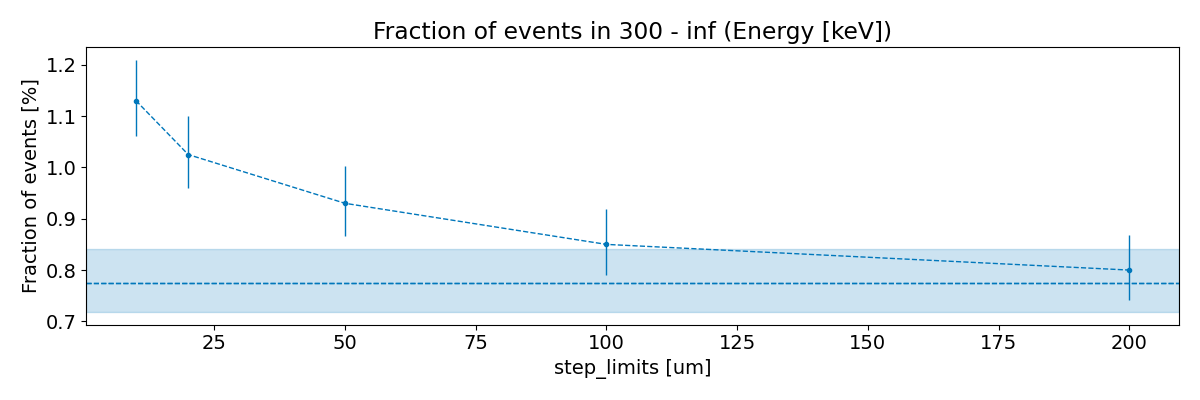 Fraction of events in 300 - inf (Energy [keV])
Fraction of events [%]
1.2
1.1
1.0
0.9
0.8
0.7
25 50 75 100 125 150 175 200
step_limits [um]